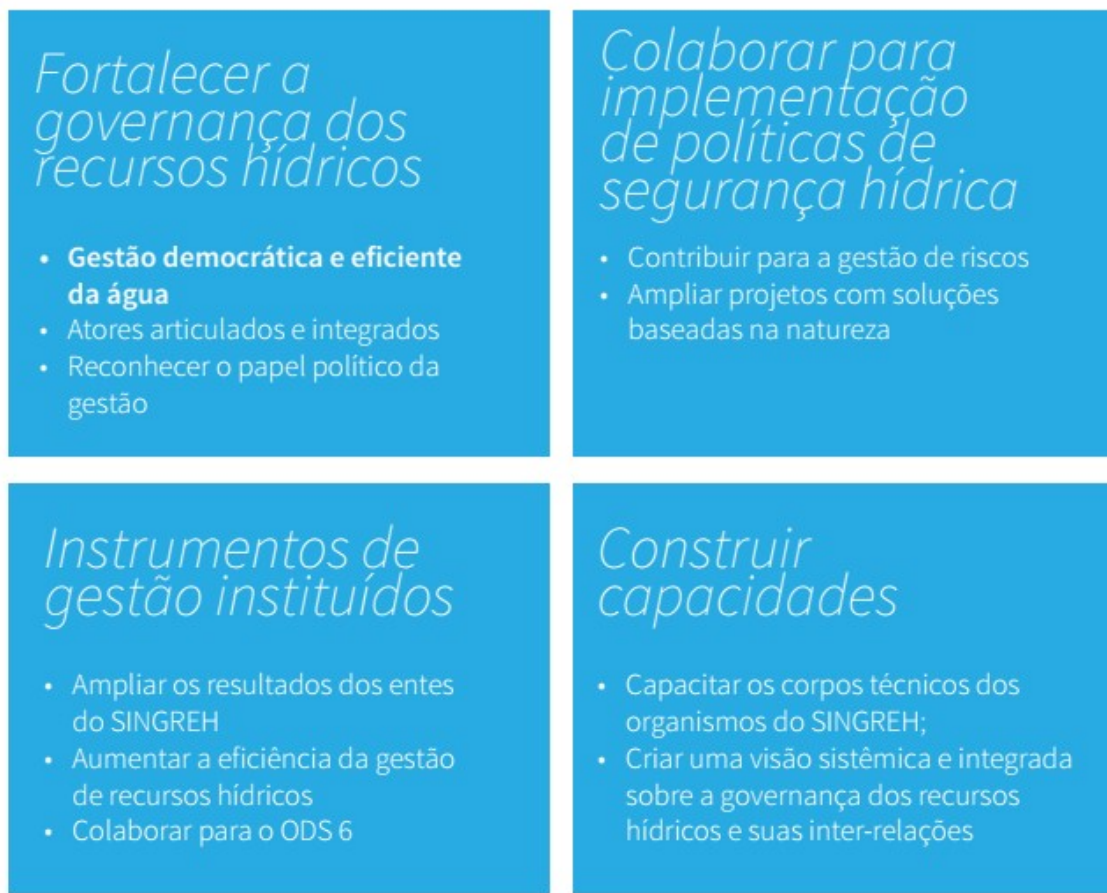 Fortalecer a
governança dos
recursos hídricos
• Gestão democrática e eficiente
da água
• Atores articulados e integrados
• Reconhecer o papel político da
gestão
Colaborar para
implementação
de políticas de
segurança hídrica
• Contribuir para a gestão de riscos
• Ampliar projetos com soluções
baseadas na natureza
Instrumentos de
gestão instituídos
• Ampliar os resultados dos entes
do SINGREH
• Aumentar a eficiência da gestão
de recursos hídricos
• Colaborar para o ODS 6
Construir
capacidades
• Capacitar os corpos técnicos dos
organismos do SINGREH;
• Criar uma visão sistêmica e integrada
sobre a governança dos recursos
hídricos e suas inter-relações